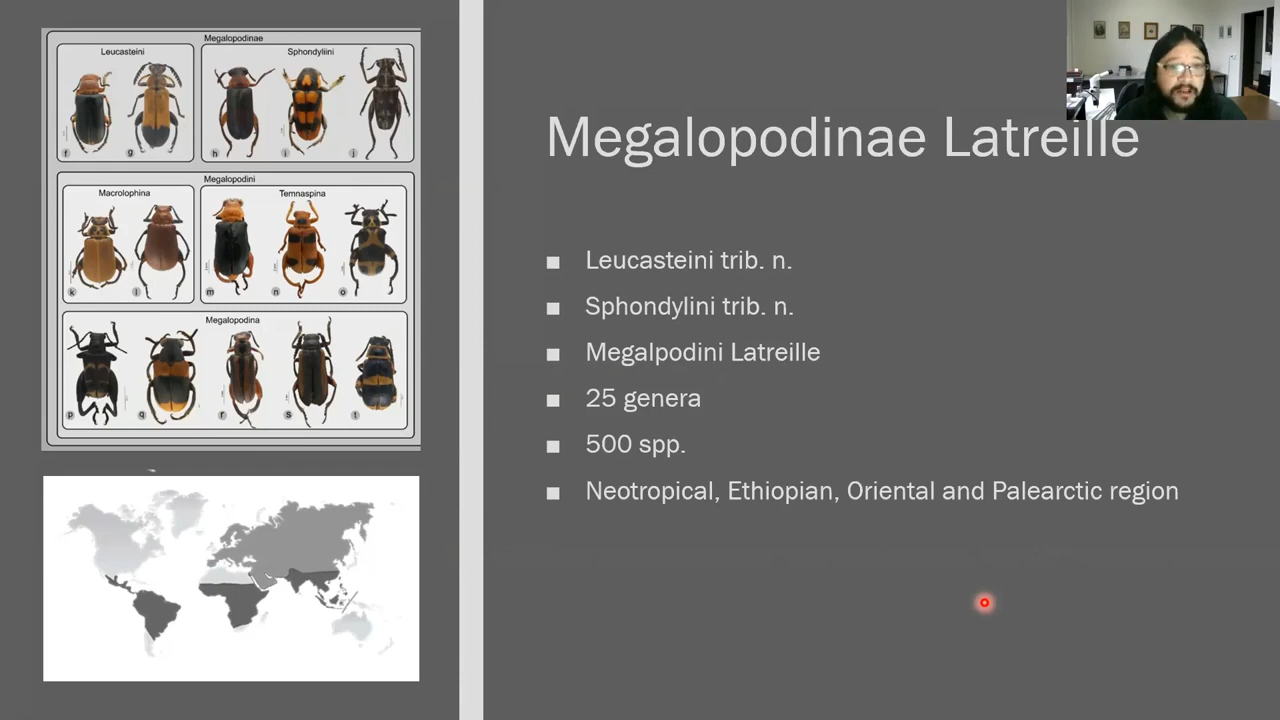 Megalopodinae
Leucasteini
Sphondyliini
f
g
h
i
j
Megalopodini
Macrolophina
Temnaspina
k
l
m
n
o
Megalopodina
p
q
r
s
t
Megalopodinae Latreille
■ Leucasteini trib. n.
■ Sphondylini trib. n.
■ Megalpodini Latreille
■ 25 genera
■ 500 spp.
■ Neotropical, Ethiopian, Oriental and Palearctic region